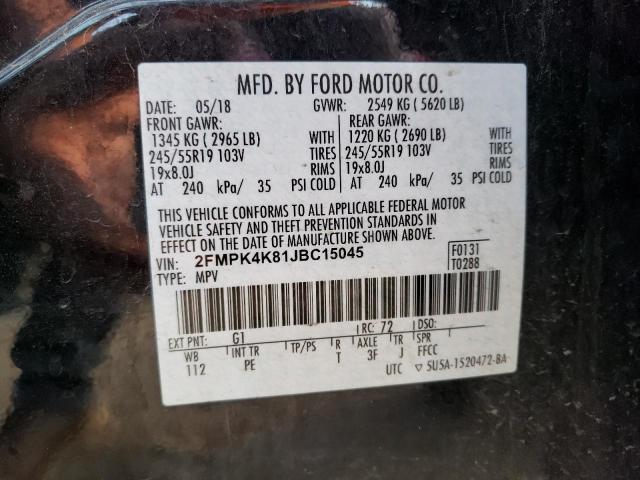 MFD. BY FORD MOTOR CO.
DATE: 05/18 GVWR: 2549 KG ( 5620 LB)
FRONT GAWR: REAR GAWR:
1345 KG ( 2965 LB) WITH 1220 KG ( 2690 LB) WITH
245/55R19 103V TIRES 245/55R19 103V TIRES
19x8.0J RIMS 19x8.0J RIMS
AT 240 kPa/ 35 PSI COLD AT 240 kPa/ 35 PSI COLD
THIS VEHICLE CONFORMS TO ALL APPLICABLE FEDERAL MOTOR
VEHICLE SAFETY AND THEFT PREVENTION STANDARDS IN
EFFECT ON THE DATE OF MANUFACTURE SHOWN ABOVE.
VIN: 2FMPK4K81JBC15045 F0131
TYPE: MPV T0288
EXT PNT: G1 RC: 72 DSO:
WB INT TR TP/PS R AXLE TR SPR
112 PE T 3F J FFCC
UTC ▽ 5U5A-1520472-BA